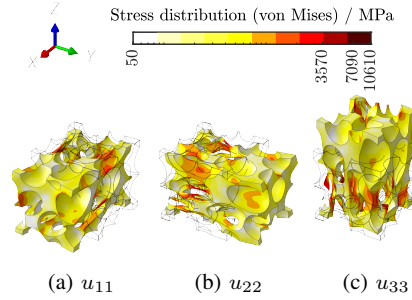 Stress distribution (von Mises) / MPa
50
3570
7090
10610
Z
X
Y
(a) u11
(b) u22
(c) u33